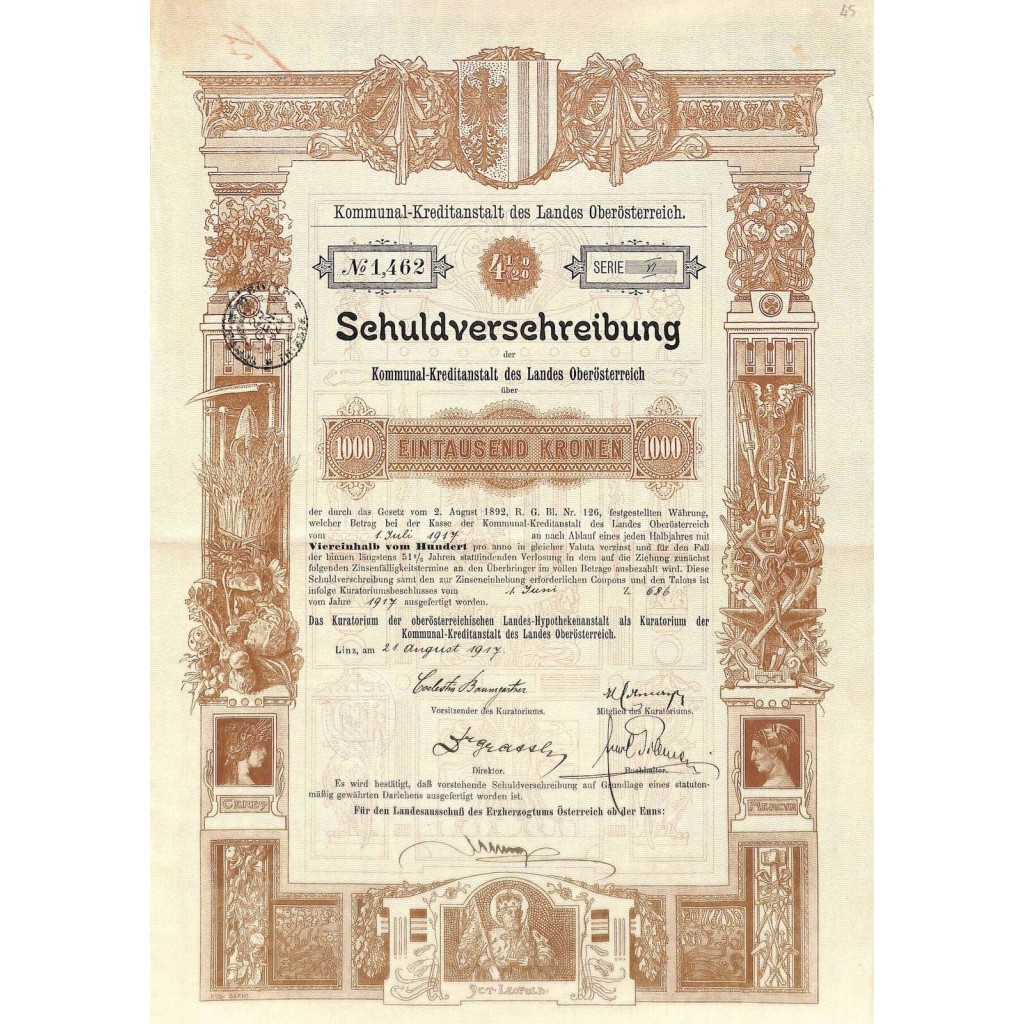 45
Kommunal-Kreditanstalt des Landes Oberösterreich.
№ 1,462
4½%
SERIE VI
Schuldverschreibung
der
Kommunal-Kreditanstalt des Landes Oberösterreich
über
1000 EINTAUSEND KRONEN 1000
der durch das Gesetz vom 2. August 1892, R. G. Bl. Nr. 126, festgestellten Währung,
welcher Betrag bei der Kasse der Kommunal-Kreditanstalt des Landes Oberösterreich
vom 1. Juli 1917 an nach Ablauf eines jeden Halbjahres mit
Viereinhalb vom Hundert pro anno in gleicher Valuta verzinst und für den Fall
der binnen längstens 51½ Jahren stattfindenden Verlosung in dem auf die Ziehung zunächst
folgenden Zinsenfälligkeitstermine an den Überbringer im vollen Betrage ausbezahlt wird. Diese
Schuldverschreibung samt den zur Zinseneinhebung erforderlichen Coupons und den Talons ist
infolge Kuratoriumsbeschlusses vom 1. Juni Z. 686
vom Jahre 1917 ausgefertigt worden.
Das Kuratorium der oberösterreichischen Landes-Hypothekenanstalt als Kuratorium der
Kommunal-Kreditanstalt des Landes Oberösterreich.
Linz, am 21 August 1917.
Coelestin Baumgartner
Vorsitzender des Kuratoriums.
Mitglied des Kuratoriums.
Direktor.
Buchhalter.
Es wird bestätigt, daß vorstehende Schuldverschreibung auf Grundlage eines statuten-
mäßig gewährten Darlehens ausgefertigt worden ist.
Für den Landesausschuß des Erzherzogtums Österreich ob der Enns:
CERES
MERCVR
SCT. LEOPOLD.